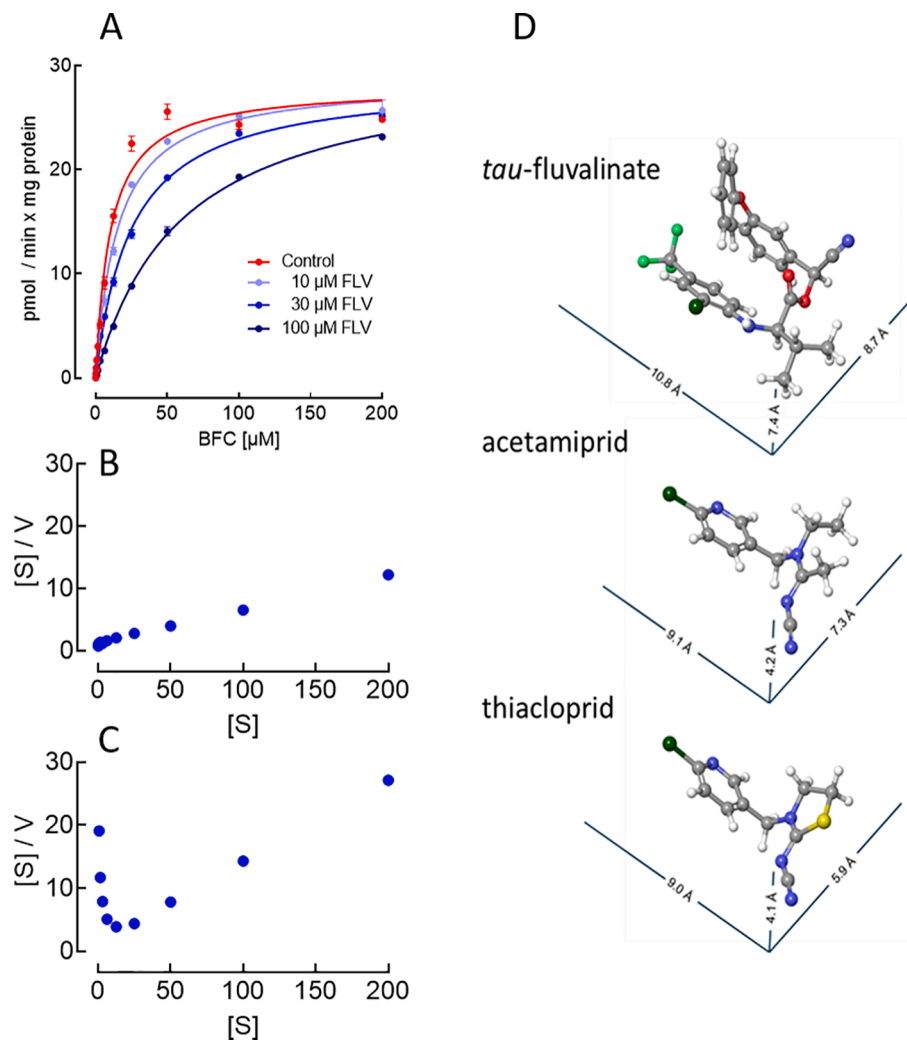 A
30
20
10
0
pmol / min x mg protein
Control
10 µM FLV
30 µM FLV
100 µM FLV
0 50 100 150 200
BFC [µM]
B
30
20
10
0
[S] / V
0 50 100 150 200
[S]
C
30
20
10
0
[S] / V
0 50 100 150 200
[S]
D
tau-fluvalinate
10.8 Å
7.4 Å
8.7 Å
acetamiprid
9.1 Å
4.2 Å
7.3 Å
thiacloprid
9.0 Å
4.1 Å
5.9 Å